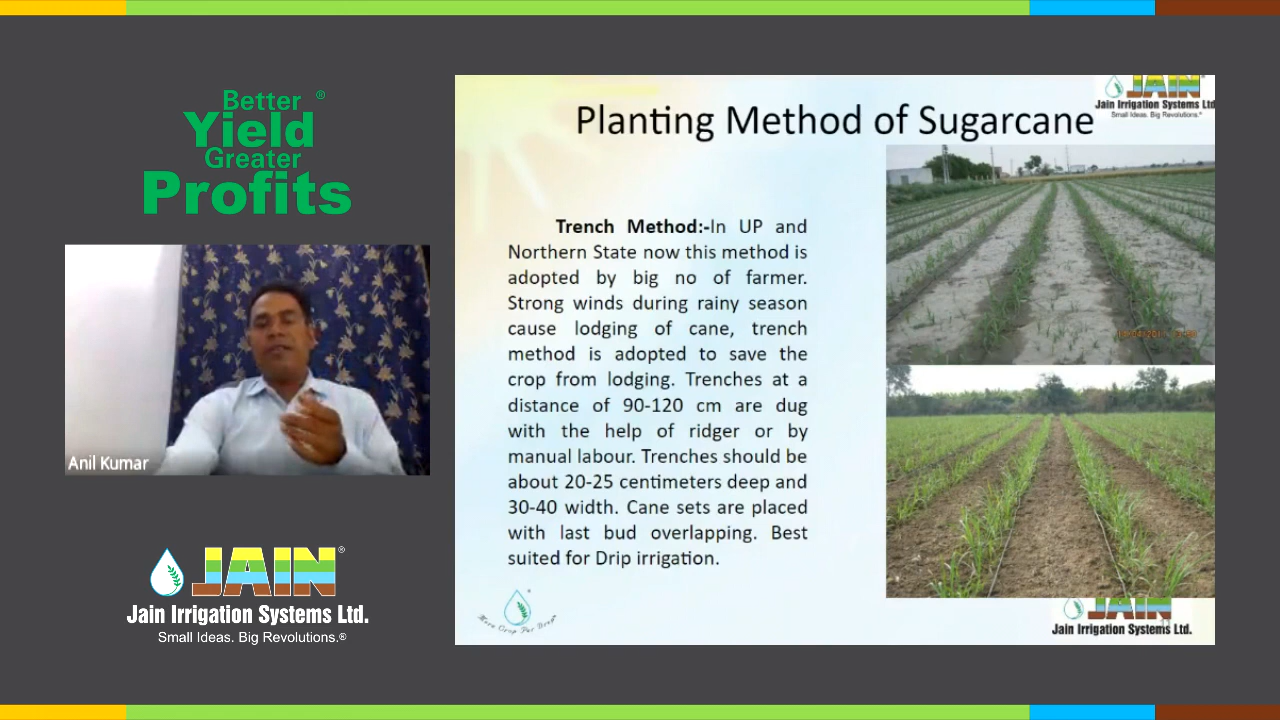 Better ®
Yield
Greater
Profits
Anil Kumar
JAIN®
Jain Irrigation Systems Ltd.
Small Ideas. Big Revolutions.®
JAIN
Jain Irrigation Systems Ltd
Small Ideas. Big Revolutions.®
Planting Method of Sugarcane
Trench Method:-In UP and
Northern State now this method is
adopted by big no of farmer.
Strong winds during rainy season
cause lodging of cane, trench
method is adopted to save the
crop from lodging. Trenches at a
distance of 90-120 cm are dug
with the help of ridger or by
manual labour. Trenches should be
about 20-25 centimeters deep and
30-40 width. Cane sets are placed
with last bud overlapping. Best
suited for Drip irrigation.
More Crop Per Drop
JAIN
Jain Irrigation Systems Ltd.